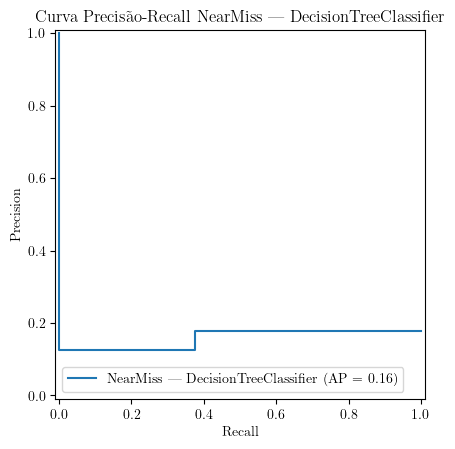 Curva Precisão-Recall NearMiss — DecisionTreeClassifier
1.0
0.8
0.6
0.4
0.2
0.0
Precision
NearMiss — DecisionTreeClassifier (AP = 0.16)
0.0 0.2 0.4 0.6 0.8 1.0
Recall